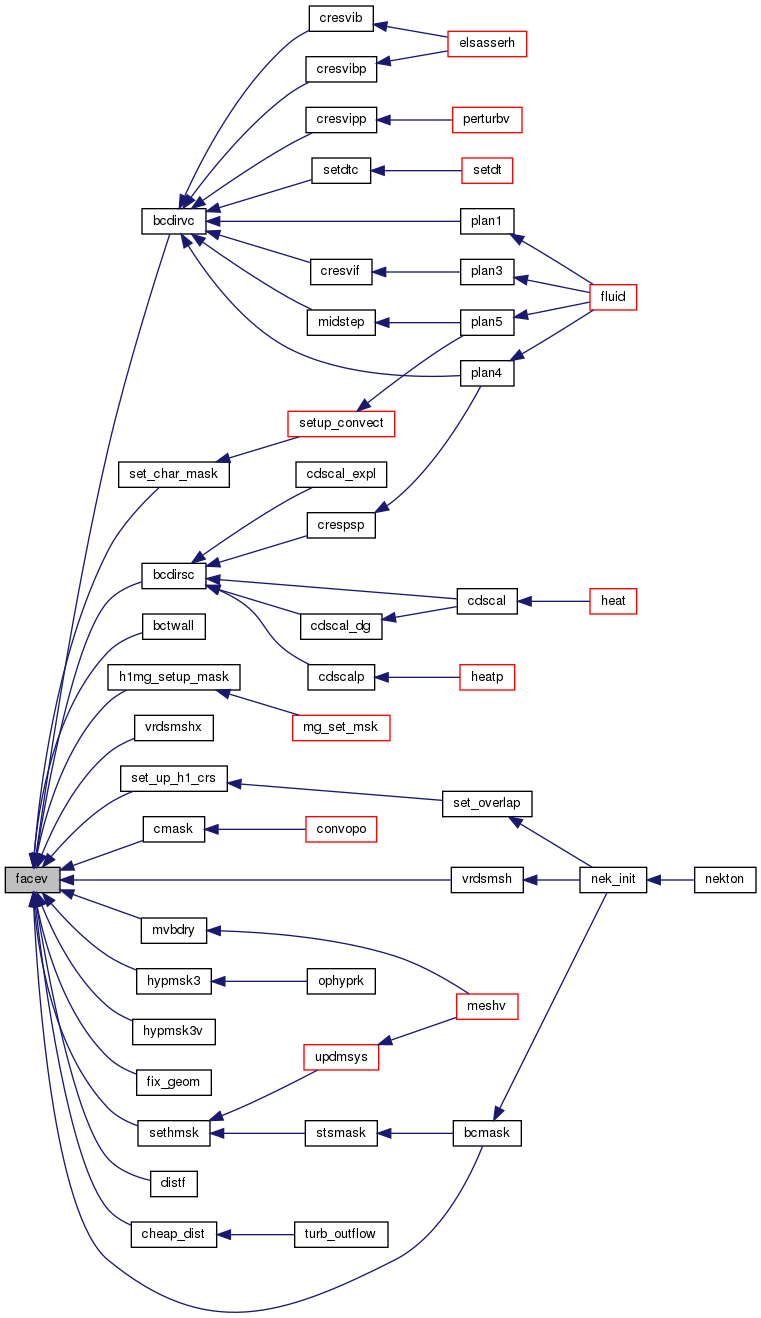 cresvib
elsasserh
cresvibp
cresvipp
perturbv
setdtc
setdt
bcdirvc
plan1
cresvif
plan3
fluid
midstep
plan5
plan4
setup_convect
set_char_mask
cdscal_expl
crespsp
bcdirsc
cdscal
heat
bctwall
cdscal_dg
h1mg_setup_mask
cdscalp
heatp
vrdsmshx
mg_set_msk
set_up_h1_crs
set_overlap
cmask
convopo
facev
vrdsmsh
nek_init
nekton
mvbdry
hypmsk3
ophyprk
meshv
hypmsk3v
updmsys
fix_geom
sethmsk
stsmask
bcmask
distf
cheap_dist
turb_outflow